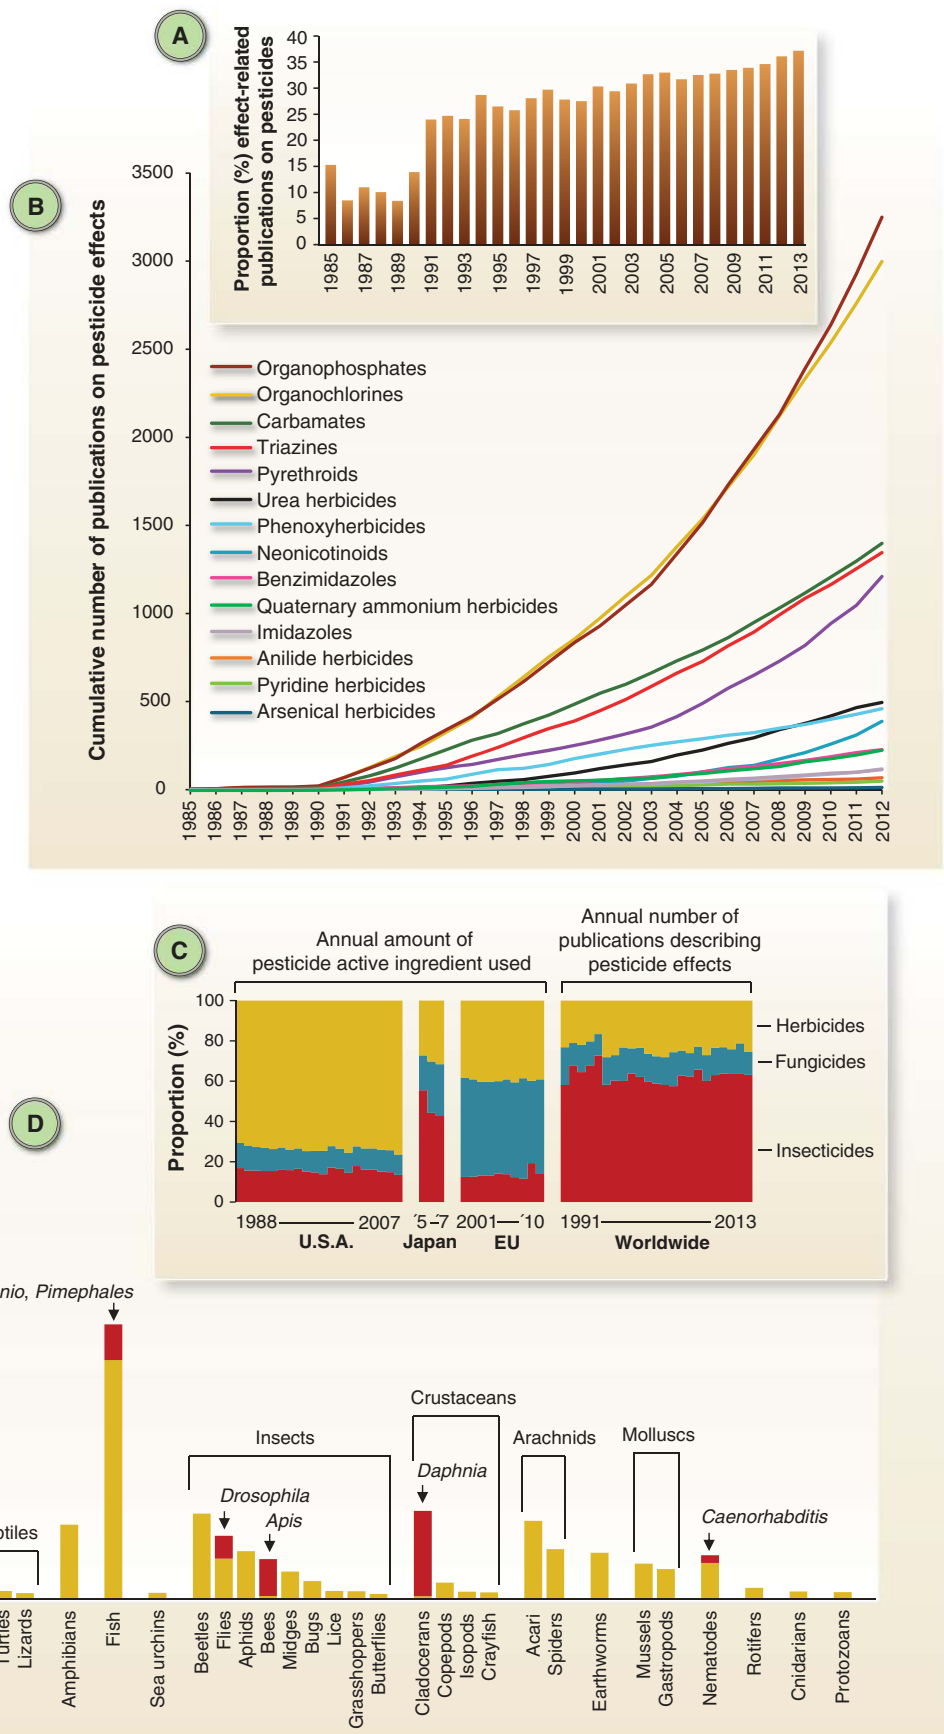 A
Proportion (%) effect-related
publications on pesticides
40
35
30
25
20
15
10
5
0
1985
1987
1989
1991
1993
1995
1997
1999
2001
2003
2005
2007
2009
2011
2013
B
Cumulative number of publications on pesticide effects
3500
3000
2500
2000
1500
1000
500
0
Organophosphates
Organochlorines
Carbamates
Triazines
Pyrethroids
Urea herbicides
Phenoxyherbicides
Neonicotinoids
Benzimidazoles
Quaternary ammonium herbicides
Imidazoles
Anilide herbicides
Pyridine herbicides
Arsenical herbicides
1985
1986
1987
1988
1989
1990
1991
1992
1993
1994
1995
1996
1997
1998
1999
2000
2001
2002
2003
2004
2005
2006
2007
2008
2009
2010
2011
2012
C
Annual amount of
pesticide active ingredient used
Annual number of
publications describing
pesticide effects
Proportion (%)
100
80
60
40
20
0
Herbicides
Fungicides
Insecticides
1988 2007
U.S.A.
´5–´7
Japan
2001 ´10
EU
1991 2013
Worldwide
D
nio, Pimephales
Crustaceans
Insects
Arachnids
Molluscs
Daphnia
Drosophila
Apis
Caenorhabditis
otiles
Turtles
Lizards
Amphibians
Fish
Sea urchins
Beetles
Flies
Aphids
Bees
Midges
Bugs
Lice
Grasshoppers
Butterflies
Cladocerans
Copepods
Isopods
Crayfish
Acari
Spiders
Earthworms
Mussels
Gastropods
Nematodes
Rotifers
Cnidarians
Protozoans